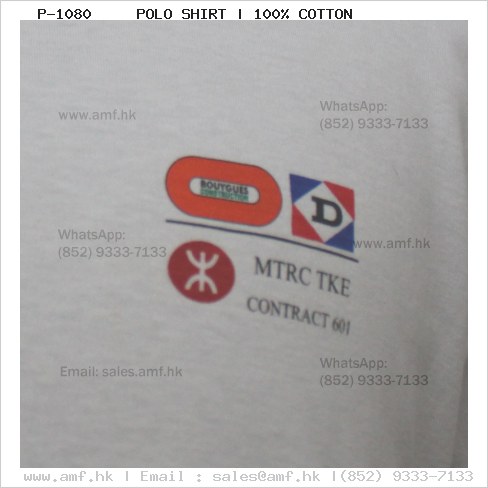 P-1080 POLO SHIRT | 100% COTTON
www.amf.hk
WhatsApp:
(852) 9333-7133
BOUYGUES
CONSTRUCTION
D
WhatsApp:
(852) 9333-7133
www.amf.hk
MTRC TKE
CONTRACT 601
Email: sales.amf.hk
WhatsApp:
(852) 9333-7133
www.amf.hk | Email : sales@amf.hk |(852) 9333-7133